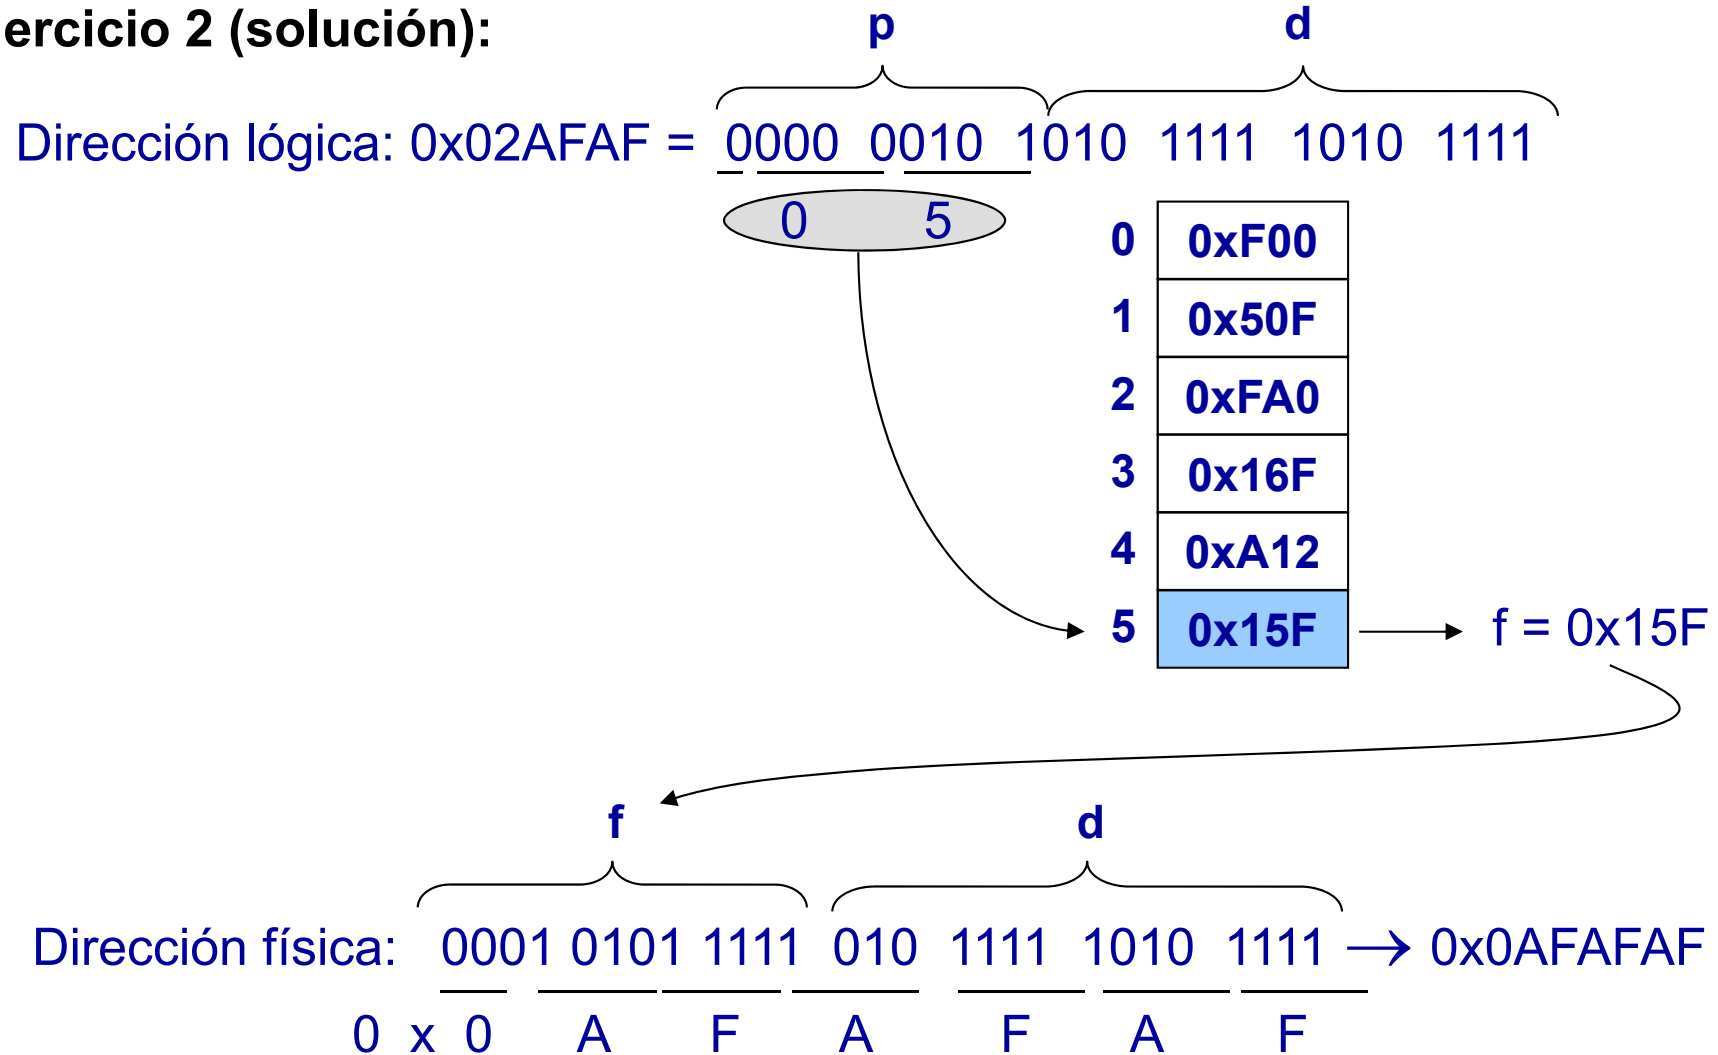 ercicio 2 (solución):
p d
Dirección lógica: 0x02AFAF = 0000 0010 1010 1111 1010 1111
0 5
0 0xF00
1 0x50F
2 0xFA0
3 0x16F
4 0xA12
5 0x15F f = 0x15F
f d
Dirección física: 0001 0101 1111 010 1111 1010 1111 → 0x0AFAFAF
0 x 0 A F A F A F